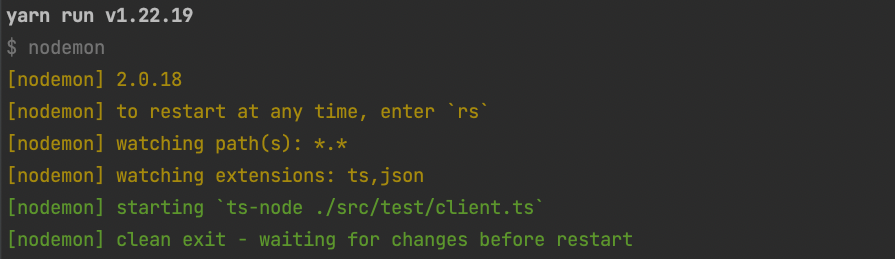 yarn run v1.22.19
$ nodemon
[nodemon] 2.0.18
[nodemon] to restart at any time, enter `rs`
[nodemon] watching path(s): *.*
[nodemon] watching extensions: ts,json
[nodemon] starting `ts-node ./src/test/client.ts`
[nodemon] clean exit - waiting for changes before restart